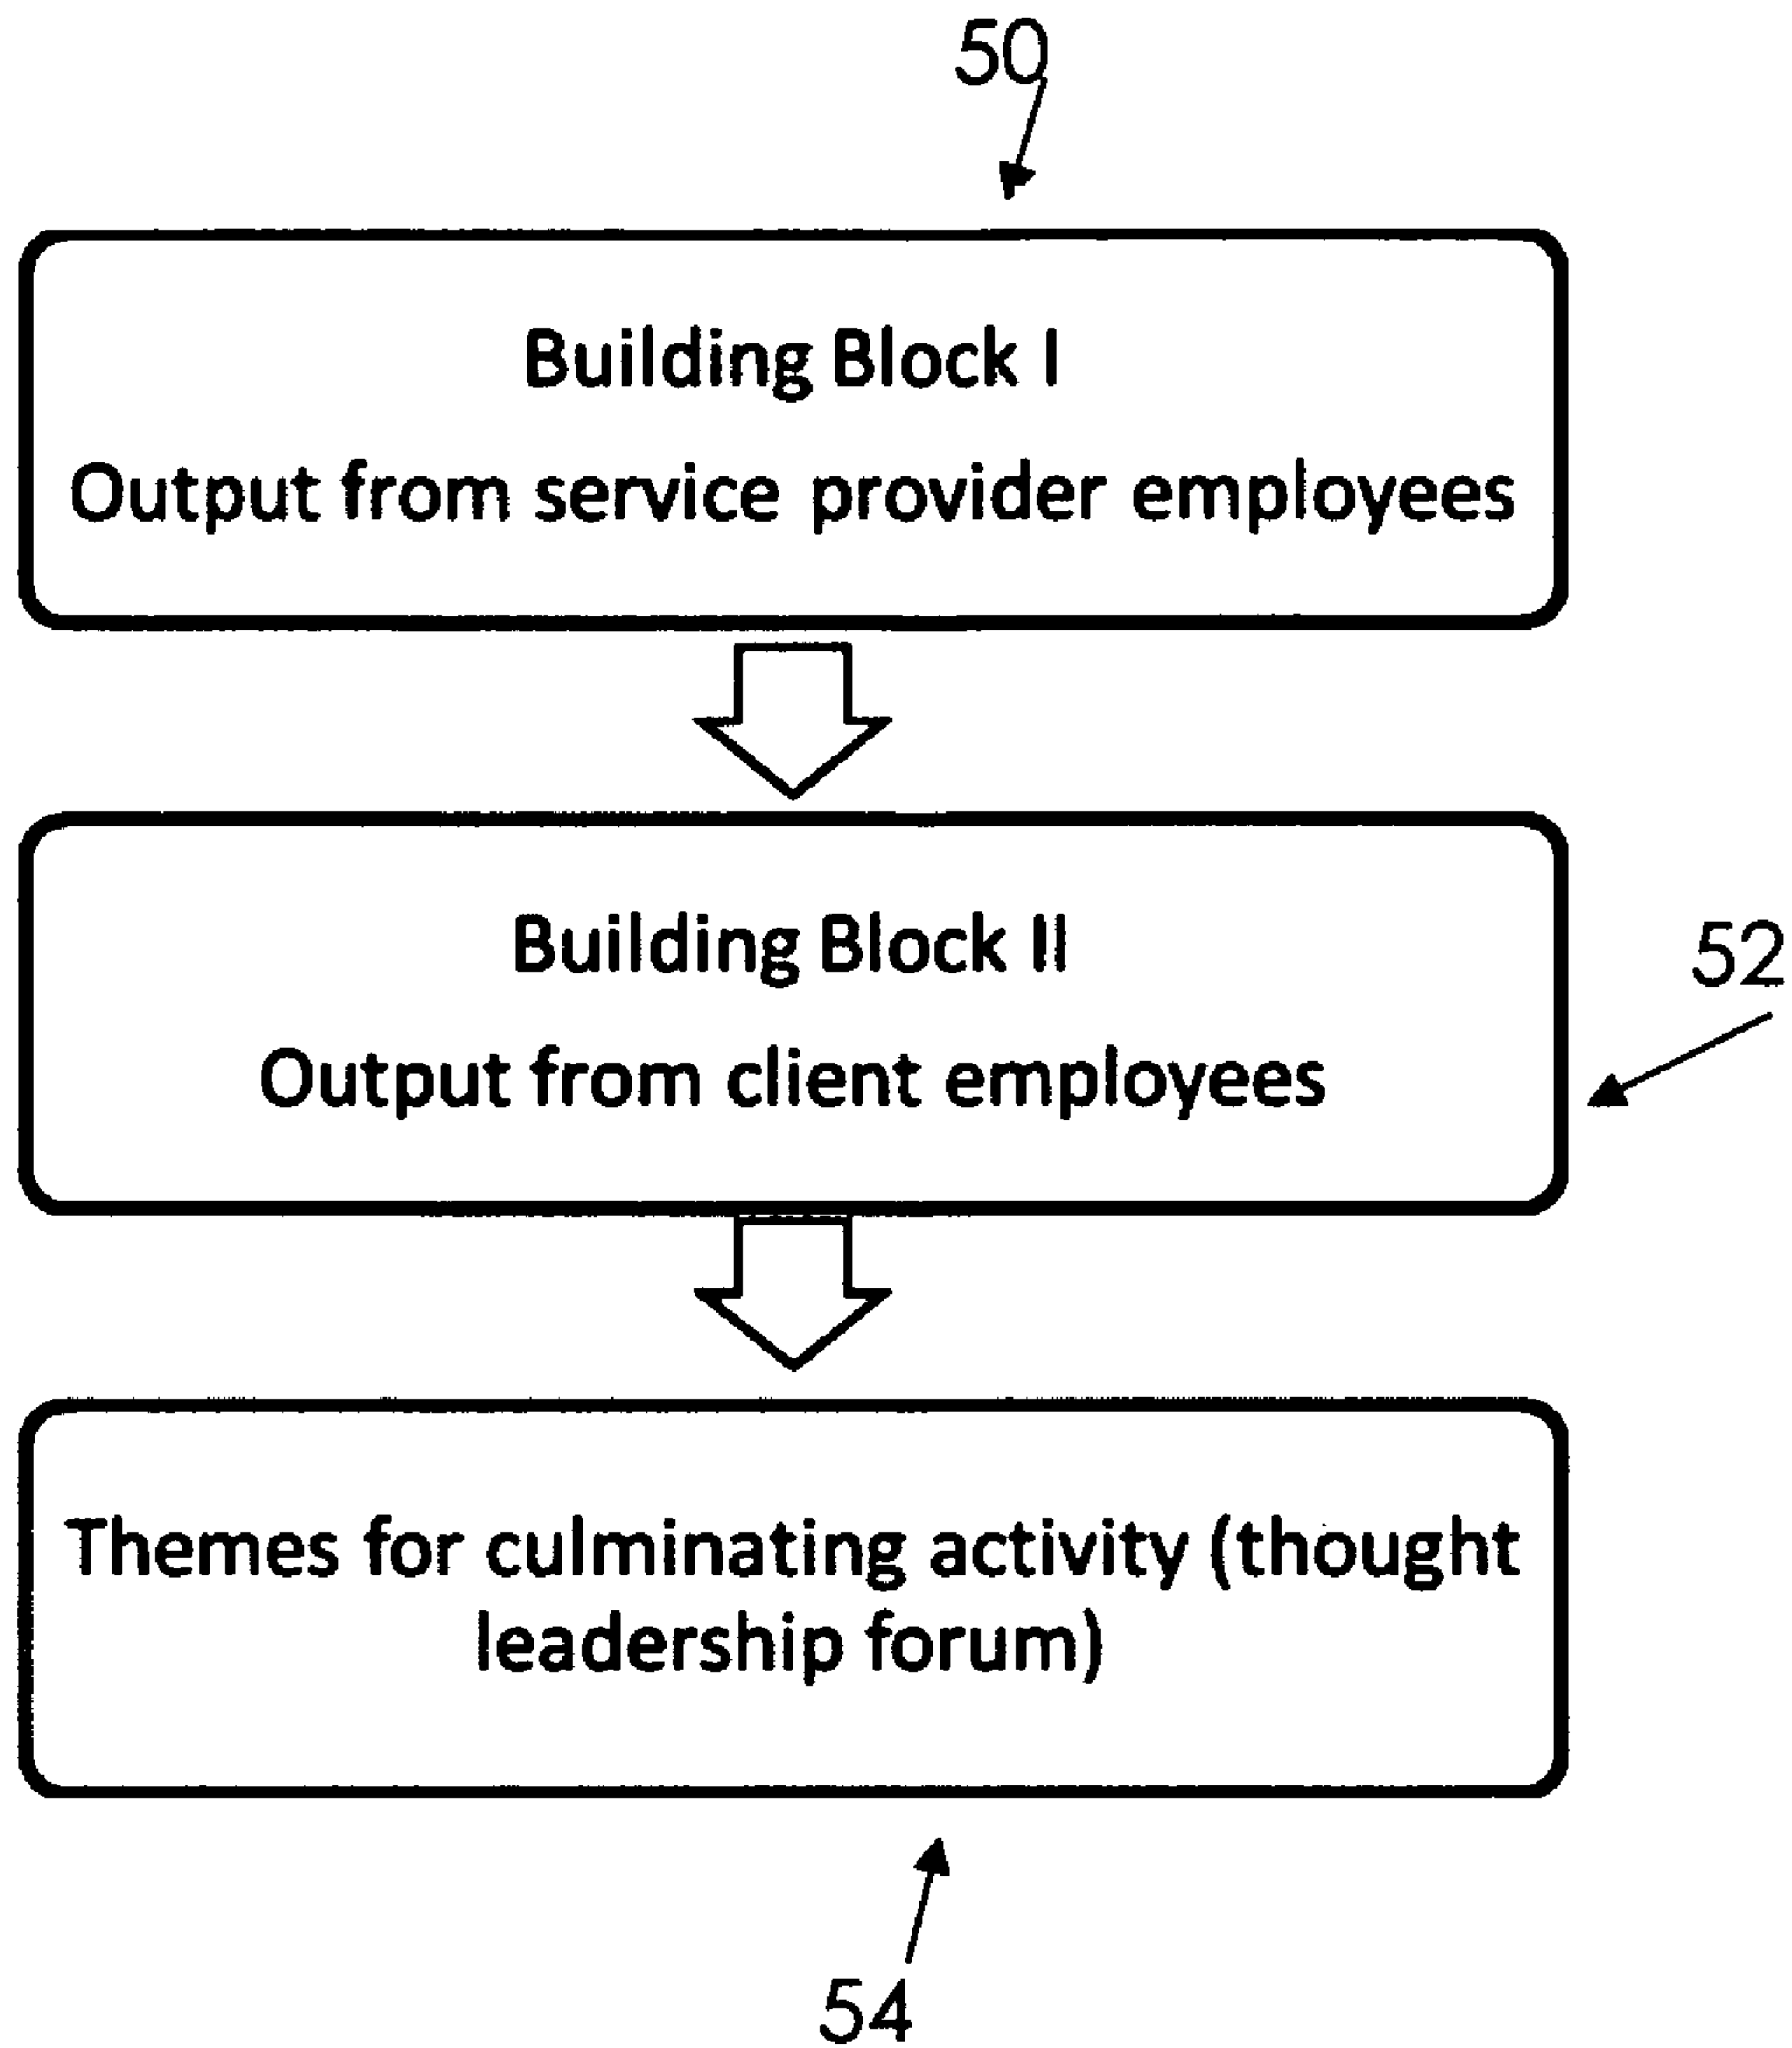 50
Building Block I
Output from service provider employees
Building Block II
52
Output from client employees
Themes for culminating activity (thought
leadership forum)
54